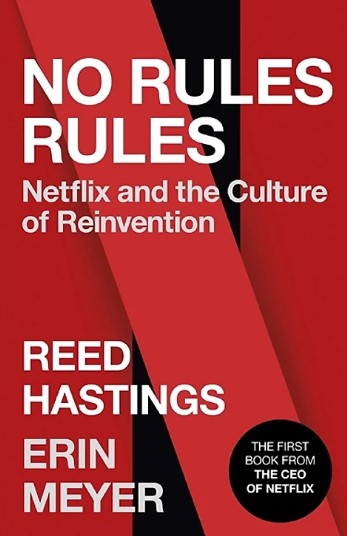 NO RULES
RULES
Netflix and the Culture
of Reinvention
REED
HASTINGS
ERIN
MEYER
THE FIRST
BOOK FROM
THE CEO
OF NETFLIX